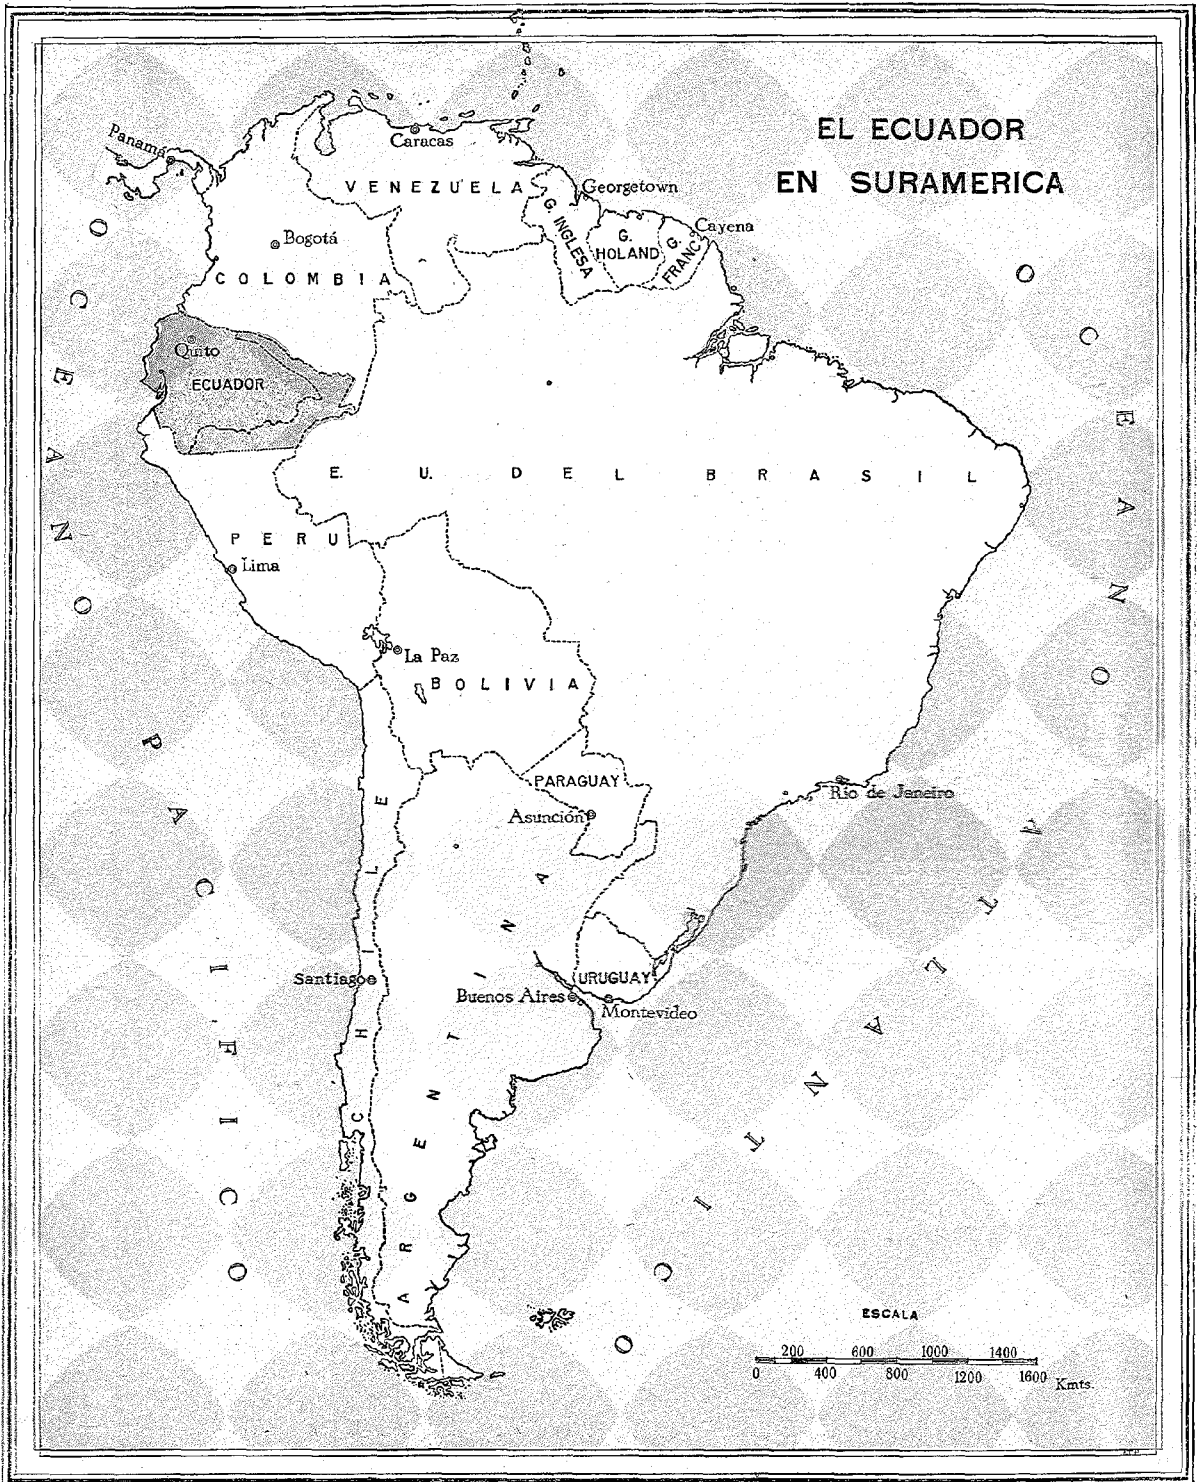 EL ECUADOR
EN SURAMERICA
Panamá
Caracas
VENEZUELA
Georgetown
G. INGLESA
G. HOLAND
G. FRANC.
Cayena
Bogotá
COLOMBIA
Quito
ECUADOR
E. U. DEL BRASIL
PERU
Lima
La Paz
BOLIVIA
PARAGUAY
Asunción
Río de Janeiro
CHILE
Santiago
ARGENTINA
URUGUAY
Buenos Aires
Montevideo
OCEANO PACIFICO
OCEANO ATLANTICO
ESCALA
200 600 1000 1400
0 400 800 1200 1600 Kmts.